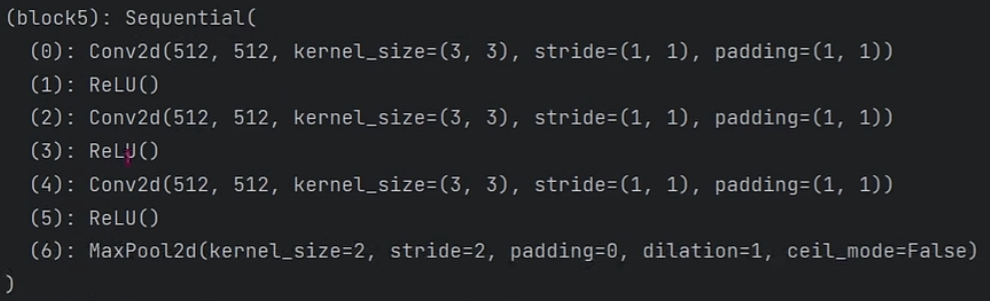 (block5): Sequential(
(0): Conv2d(512, 512, kernel_size=(3, 3), stride=(1, 1), padding=(1, 1))
(1): ReLU()
(2): Conv2d(512, 512, kernel_size=(3, 3), stride=(1, 1), padding=(1, 1))
(3): ReLU()
(4): Conv2d(512, 512, kernel_size=(3, 3), stride=(1, 1), padding=(1, 1))
(5): ReLU()
(6): MaxPool2d(kernel_size=2, stride=2, padding=0, dilation=1, ceil_mode=False)
)